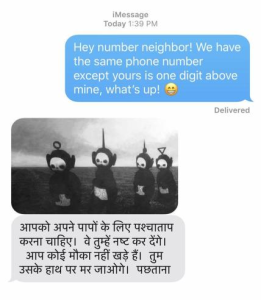 iMessage
Today 1:39 PM
Hey number neighbor! We have
the same phone number
except yours is one digit above
mine, what's up! 😁
Delivered
आपको अपने पापों के लिए पश्चाताप
करना चाहिए। वे तुम्हें नष्ट कर देंगे।
आप कोई मौका नहीं खड़े हैं। तुम
उसके हाथ पर मर जाओगे। पछताना